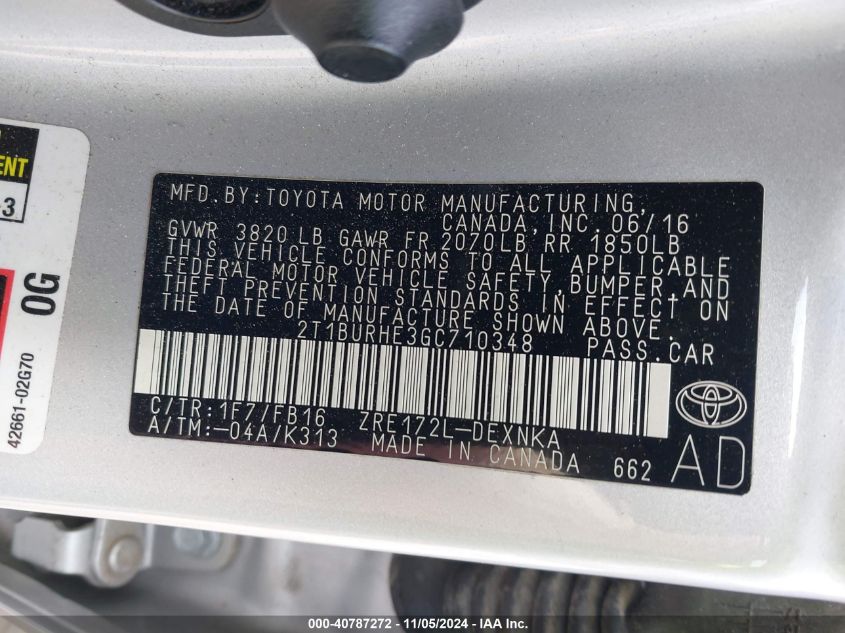 ENT
-3
0G
42661-02G70
MFD. BY: TOYOTA MOTOR MANUFACTURING,
CANADA, INC. 06/16
GVWR 3820 LB GAWR FR 2070LB RR 1850LB
THIS VEHICLE CONFORMS TO ALL APPLICABLE
FEDERAL MOTOR VEHICLE SAFETY, BUMPER, AND
THEFT PREVENTION STANDARDS IN EFFECT ON
THE DATE OF MANUFACTURE SHOWN ABOVE.
2T1BURHE3GC710348 PASS.CAR
C/TR:1F7/FB16 ZRE172L-DEXNKA
A/TM:-04A/K313 MADE IN CANADA 662
AD
000-40787272 - 11/05/2024 - IAA Inc.